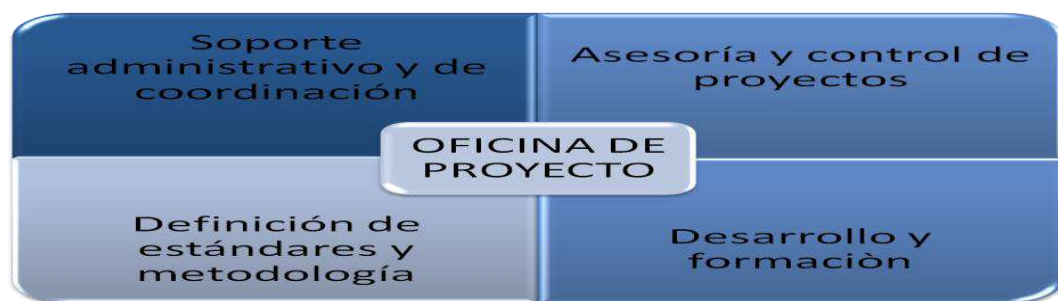 Soporte
administrativo y de
coordinación
Asesoría y control de
proyectos
OFICINA DE
PROYECTO
Definición de
estándares y
metodología
Desarrollo y
formaciòn